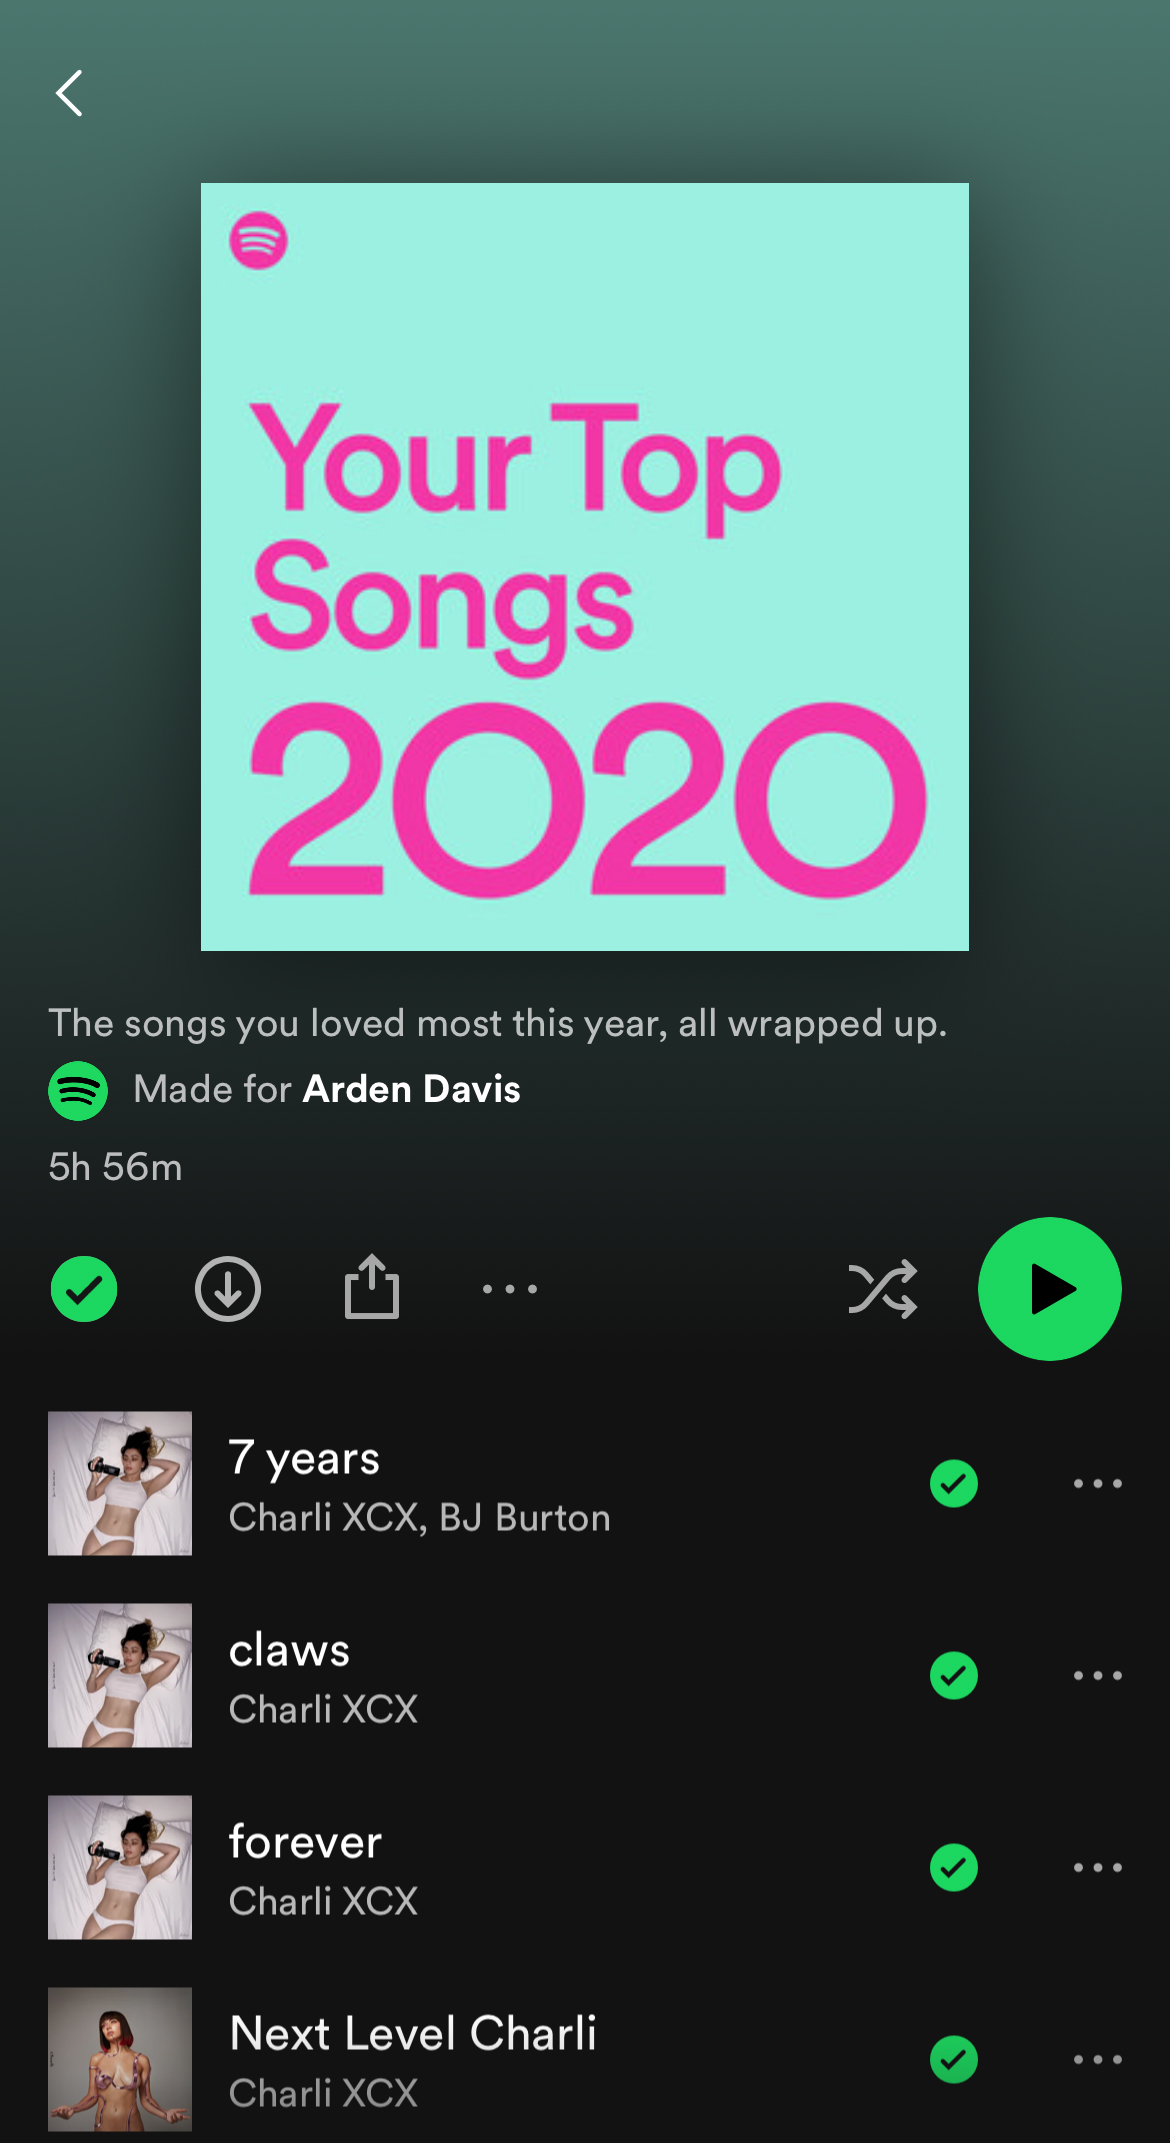 Your Top
Songs
2020
The songs you loved most this year, all wrapped up.
Made for Arden Davis
5h 56m
7 years
Charli XCX, BJ Burton
claws
Charli XCX
forever
Charli XCX
Next Level Charli
Charli XCX